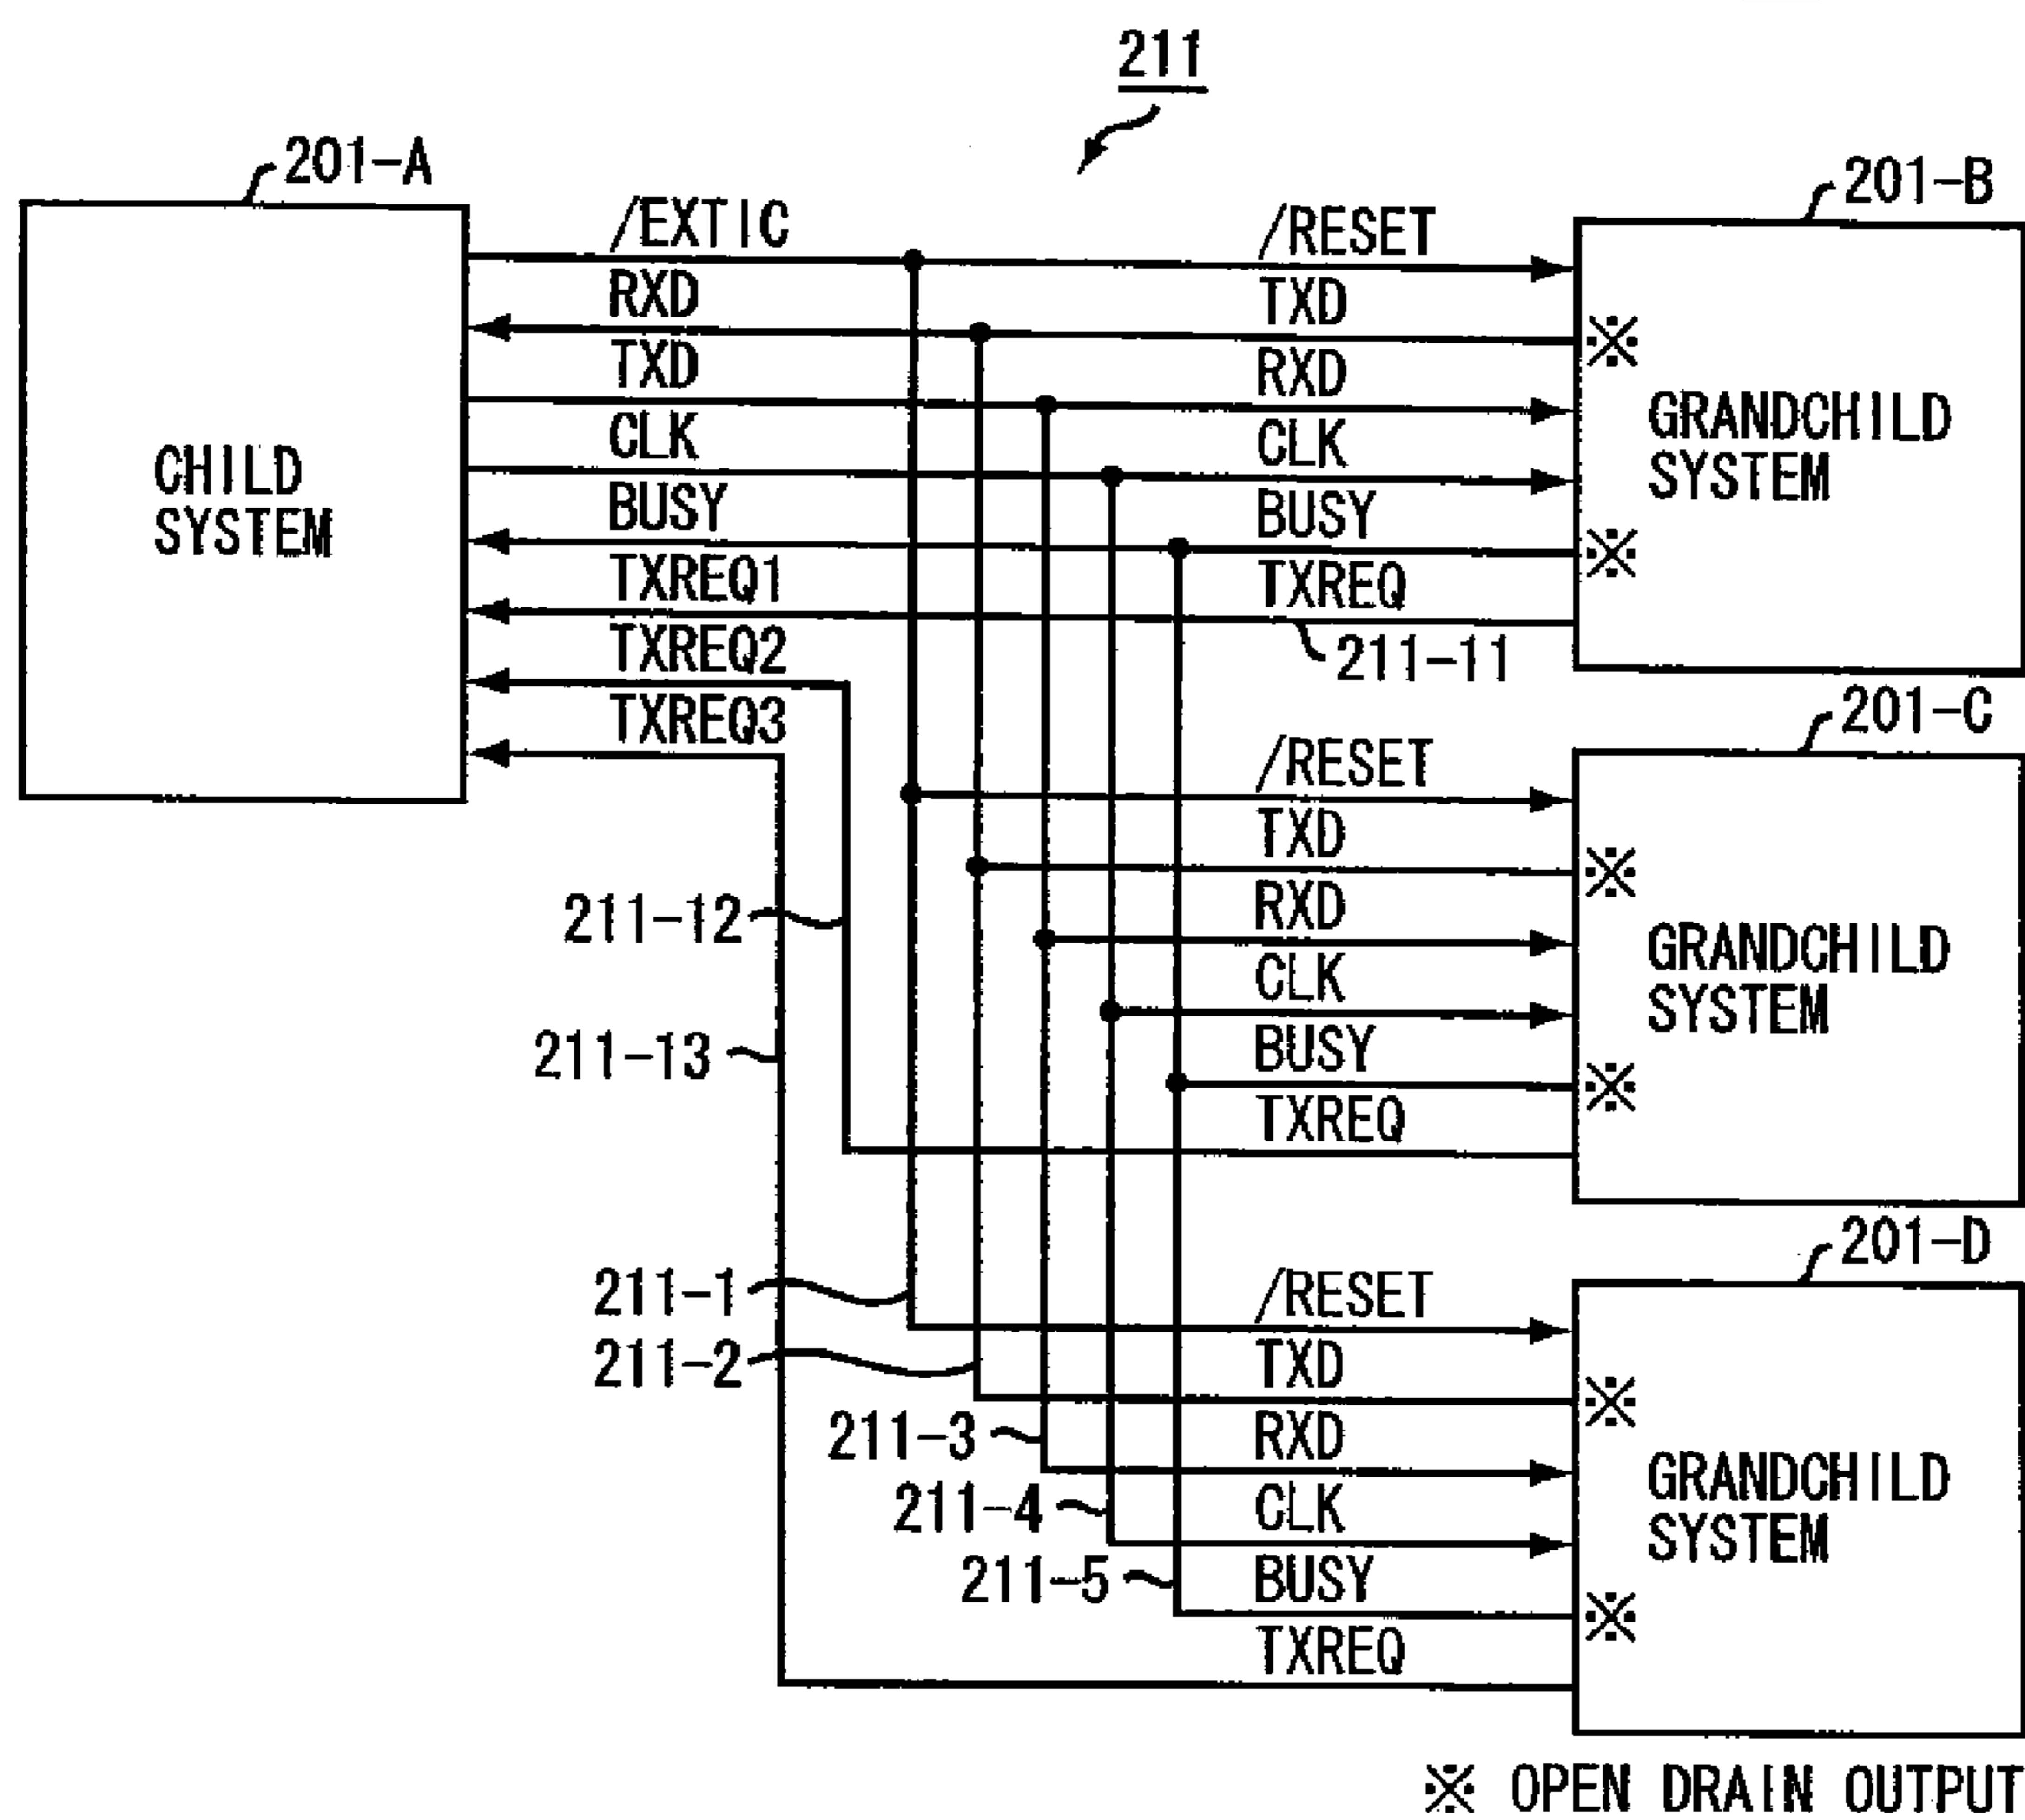 211
201-A
201-B
/EXTIC
/RESET
RXD
TXD
TXD
RXD
CLK
CLK
BUSY
BUSY
TXREQ1
TXREQ
TXREQ2
TXREQ3
※
※
CHILD
SYSTEM
GRANDCHILD
SYSTEM
211-11
201-C
/RESET
TXD
※
RXD
CLK
BUSY
※
TXREQ
GRANDCHILD
SYSTEM
211-12
211-13
201-D
211-1
211-2
211-3
211-4
211-5
/RESET
TXD
※
RXD
CLK
BUSY
※
TXREQ
GRANDCHILD
SYSTEM
※ OPEN DRAIN OUTPUT